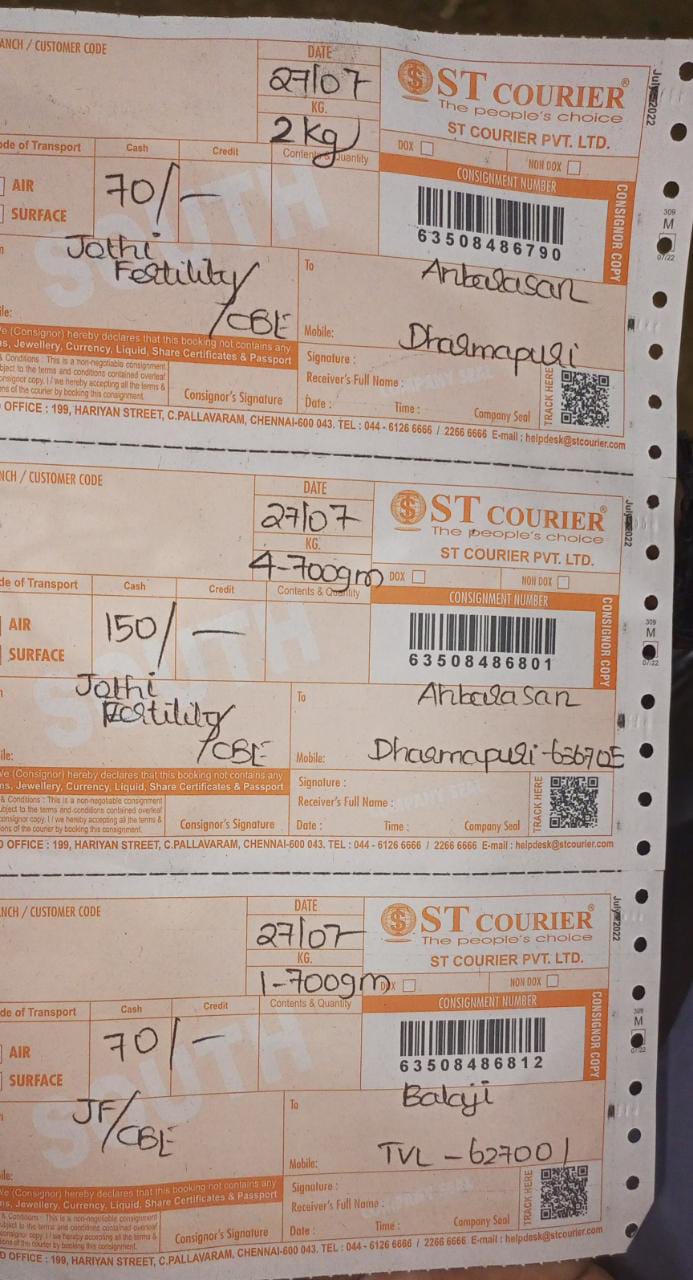 ANCH / CUSTOMER CODE
DATE
27/07
KG.
2 kg
ST COURIER®
The people's choice
ST COURIER PVT. LTD.
DOX
NON DOX
ode of Transport
Cash
Credit
Contents & Quantity
AIR
SURFACE
70/—
SOUTH
CONSIGNMENT NUMBER
63508486790
CONSIGNOR COPY
July 2022
309
M
07/22
Jothi
Fertility
/CBE
To
Anbalasan
Mobile:
Dharmapuri
ile:
We (Consignor) hereby declares that this booking not contains any
ns, Jewellery, Currency, Liquid, Share Certificates & Passport
& Conditions : This is a non-negotiable consignment
ubject to the terms and conditions contained overleaf
onsignor copy. I / we hereby accepting all the terms &
ons of the courier by booking this consignment.
Consignor's Signature
Signature :
Receiver's Full Name :
Date :
Time :
Company Seal
TRACK HERE
D OFFICE : 199, HARIYAN STREET, C.PALLAVARAM, CHENNAI-600 043. TEL : 044 - 6126 6666 / 2266 6666 E-mail : helpdesk@stcourier.com
NCH / CUSTOMER CODE
DATE
27/07
KG.
4-700gm
ST COURIER®
The people's choice
ST COURIER PVT. LTD.
DOX
NON DOX
de of Transport
Cash
Credit
Contents & Quantity
AIR
SURFACE
150/—
SOUTH
CONSIGNMENT NUMBER
63508486801
CONSIGNOR COPY
July 2022
309
M
07/22
Jothi
Fertility
/CBE
To
Anbalasan
Mobile:
Dharmapuri-636705
ile:
We (Consignor) hereby declares that this booking not contains any
ns, Jewellery, Currency, Liquid, Share Certificates & Passport
& Conditions : This is a non-negotiable consignment
ubject to the terms and conditions contained overleaf
onsignor copy. I / we hereby accepting all the terms &
ons of the courier by booking this consignment.
Consignor's Signature
Signature :
Receiver's Full Name :
Date :
Time :
Company Seal
TRACK HERE
D OFFICE : 199, HARIYAN STREET, C.PALLAVARAM, CHENNAI-600 043. TEL : 044 - 6126 6666 / 2266 6666 E-mail : helpdesk@stcourier.com
NCH / CUSTOMER CODE
DATE
27/07
KG.
1-700gm
ST COURIER®
The people's choice
ST COURIER PVT. LTD.
DOX
NON DOX
de of Transport
Cash
Credit
Contents & Quantity
AIR
SURFACE
70/—
SOUTH
CONSIGNMENT NUMBER
63508486812
CONSIGNOR COPY
July 2022
309
M
07/22
JF/
CBE
To
Balaji
Mobile:
TVL - 627001
ile:
We (Consignor) hereby declares that this booking not contains any
ns, Jewellery, Currency, Liquid, Share Certificates & Passport
& Conditions : This is a non-negotiable consignment
ubject to the terms and conditions contained overleaf
onsignor copy. I / we hereby accepting all the terms &
ions of the courier by booking this consignment.
Consignor's Signature
Signature :
Receiver's Full Name :
Date :
Time :
Company Seal
TRACK HERE
D OFFICE : 199, HARIYAN STREET, C.PALLAVARAM, CHENNAI-600 043. TEL : 044 - 6126 6666 / 2266 6666 E-mail : helpdesk@stcourier.com